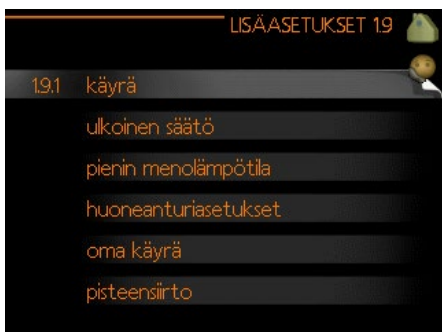 LISÄASETUKSET 1.9
1.9.1 käyrä
ulkoinen säätö
pienin menolämpötila
huoneanturiasetukset
oma käyrä
pisteensiirto